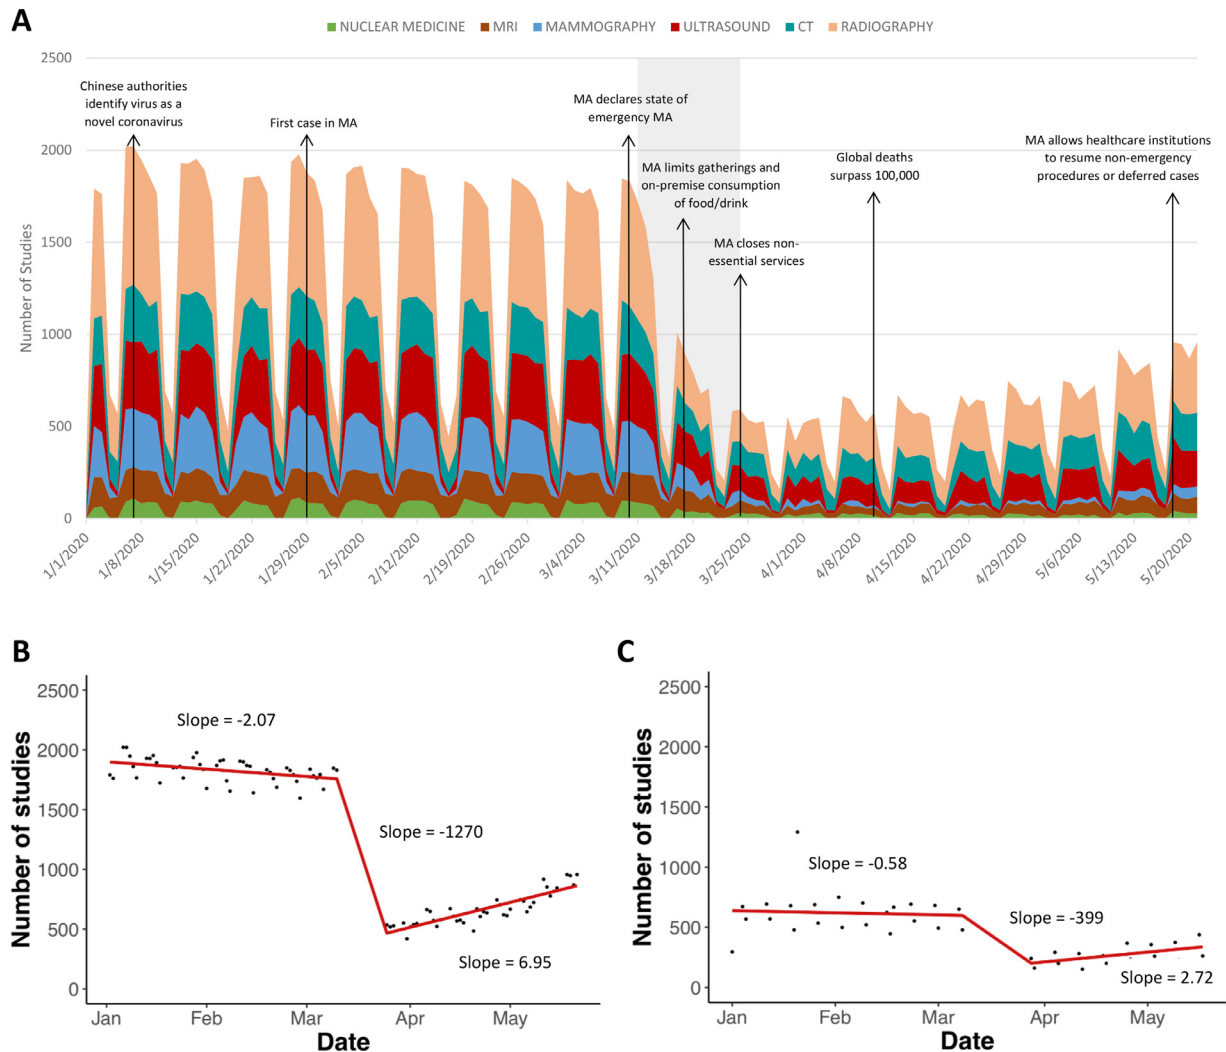 A
NUCLEAR MEDICINE MRI MAMMOGRAPHY ULTRASOUND CT RADIOGRAPHY
2500
2000
1500
1000
500
0
Number of Studies
Chinese authorities
identify virus as a
novel coronavirus
First case in MA
MA declares state of
emergency MA
MA limits gatherings and
on-premise consumption
of food/drink
MA closes non-
essential services
Global deaths
surpass 100,000
MA allows healthcare institutions
to resume non-emergency
procedures or deferred cases
1/1/2020
1/8/2020
1/15/2020
1/22/2020
1/29/2020
2/5/2020
2/12/2020
2/19/2020
2/26/2020
3/4/2020
3/11/2020
3/18/2020
3/25/2020
4/1/2020
4/8/2020
4/15/2020
4/22/2020
4/29/2020
5/6/2020
5/13/2020
5/20/2020
B
2500
2000
1500
1000
500
0
Number of studies
Slope = -2.07
Slope = -1270
Slope = 6.95
Jan Feb Mar Apr May
Date
C
2500
2000
1500
1000
500
0
Number of studies
Slope = -0.58
Slope = -399
Slope = 2.72
Jan Feb Mar Apr May
Date